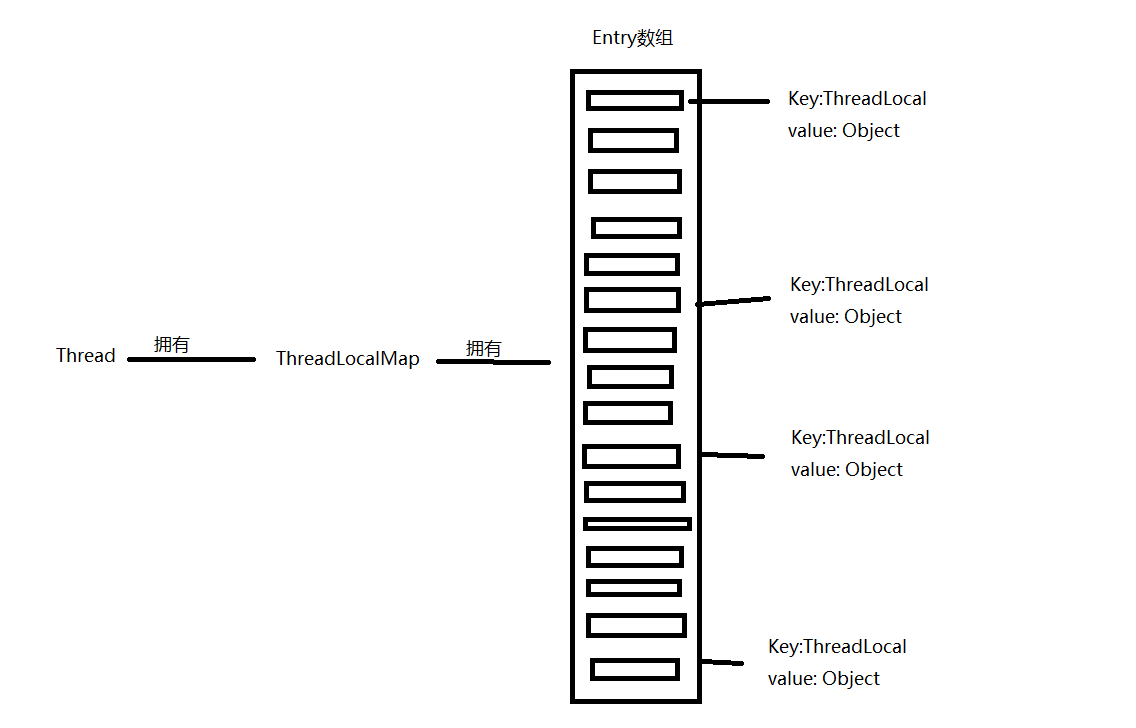 Entry数组
Key:ThreadLocal
value: Object
Key:ThreadLocal
value: Object
Thread
拥有
ThreadLocalMap
拥有
Key:ThreadLocal
value: Object
Key:ThreadLocal
value: Object